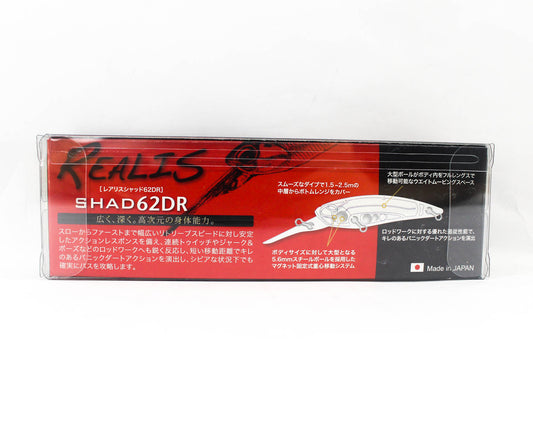 REALIS
[レアリスシャッド62DR]
SHAD62DR
広く、深く。高次元の身体能力。
スローからファーストまで幅広いリトリーブスピードに対し安定
したアクションレスポンスを備え、連続トゥイッチやジャーク&
ポーズなどのロッドワークへも鋭く反応し、短い移動距離でキレ
のあるパニックダートアクションを演出し、シビアな状況下でも
確実にバスを攻略します。
スムーズなダイブで1.5~2.5mの
中層からボトムレンジをカバー
大型ボールがボディ内をフルレングスで
移動可能なウエイトムービングスペース
ボディサイズに対して大型となる
5.6mmスチールボールを採用した
マグネット固定式重心移動システム
ロッドワークに対する優れた追従性能で、
キレのあるパニックダートアクションを演出
Made in JAPAN